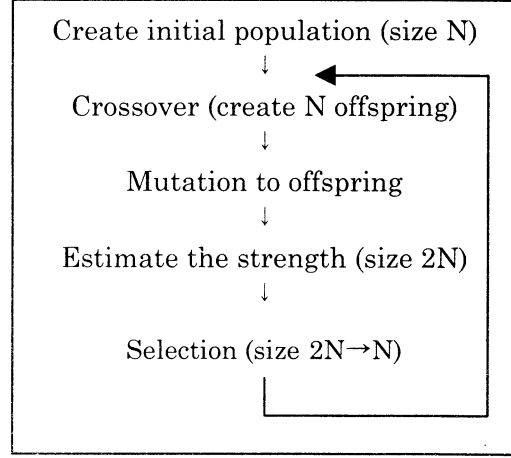 Create initial population (size N)
↓
Crossover (create N offspring)
↓
Mutation to offspring
↓
Estimate the strength (size 2N)
↓
Selection (size 2N→N)